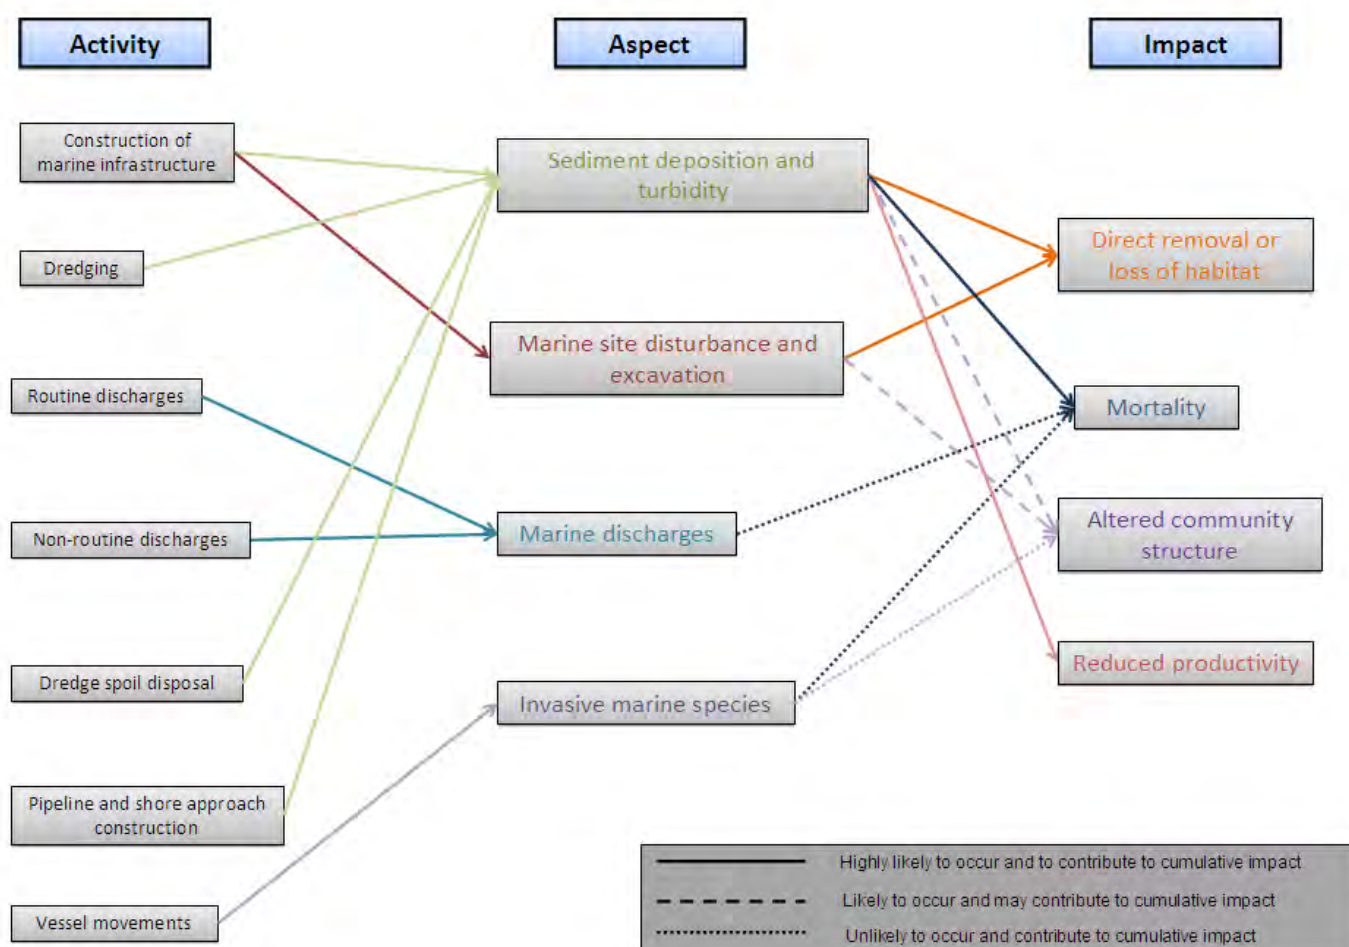 Activity
Aspect
Impact
Construction of
marine infrastructure
Dredging
Routine discharges
Non-routine discharges
Dredge spoil disposal
Pipeline and shore approach
construction
Vessel movements
Sediment deposition and
turbidity
Marine site disturbance and
excavation
Marine discharges
Invasive marine species
Direct removal or
loss of habitat
Mortality
Altered community
structure
Reduced productivity
Highly likely to occur and to contribute to cumulative impact
Likely to occur and may contribute to cumulative impact
Unlikely to occur and contribute to cumulative impact